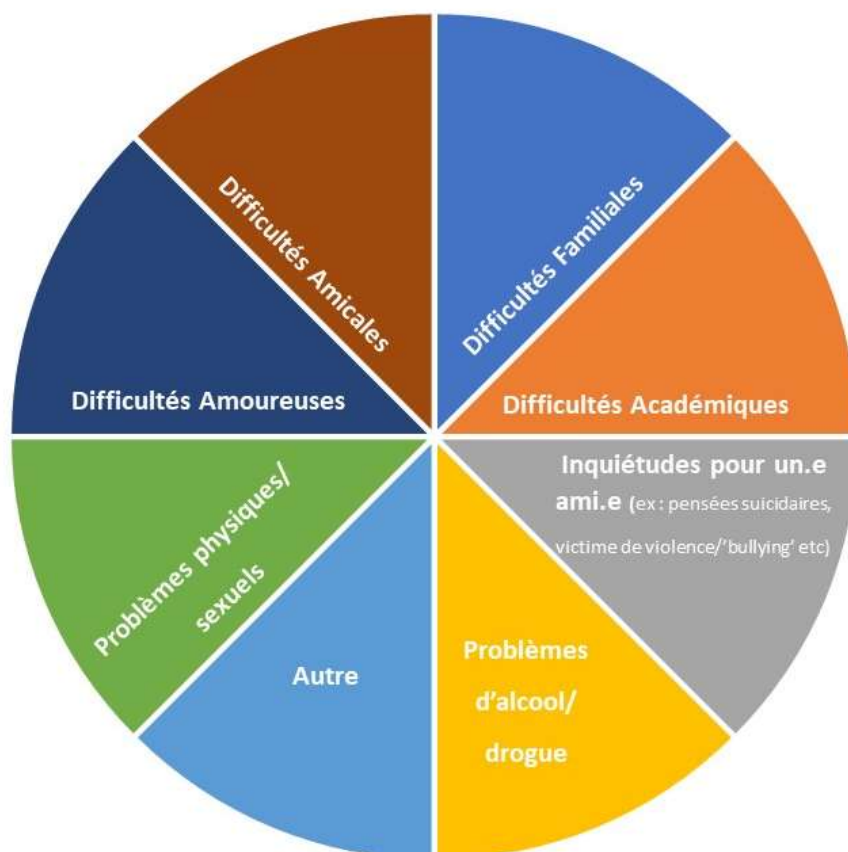 Difficultés Amicales
Difficultés Familiales
Difficultés Amoureuses
Difficultés Académiques
Inquiétudes pour un.e
ami.e (ex : pensées suicidaires,
victime de violence/'bullying' etc)
Problèmes physiques/
sexuels
Autre
Problèmes
d'alcool/
drogue